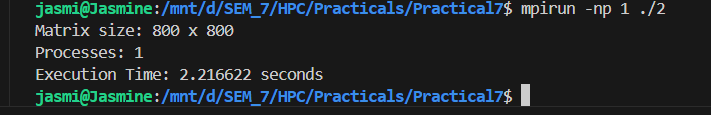 jasmi@Jasmine:/mnt/d/SEM_7/HPC/Practicals/Practical7$ mpirun -np 1 ./2
Matrix size: 800 x 800
Processes: 1
Execution Time: 2.216622 seconds
jasmi@Jasmine:/mnt/d/SEM_7/HPC/Practicals/Practical7$